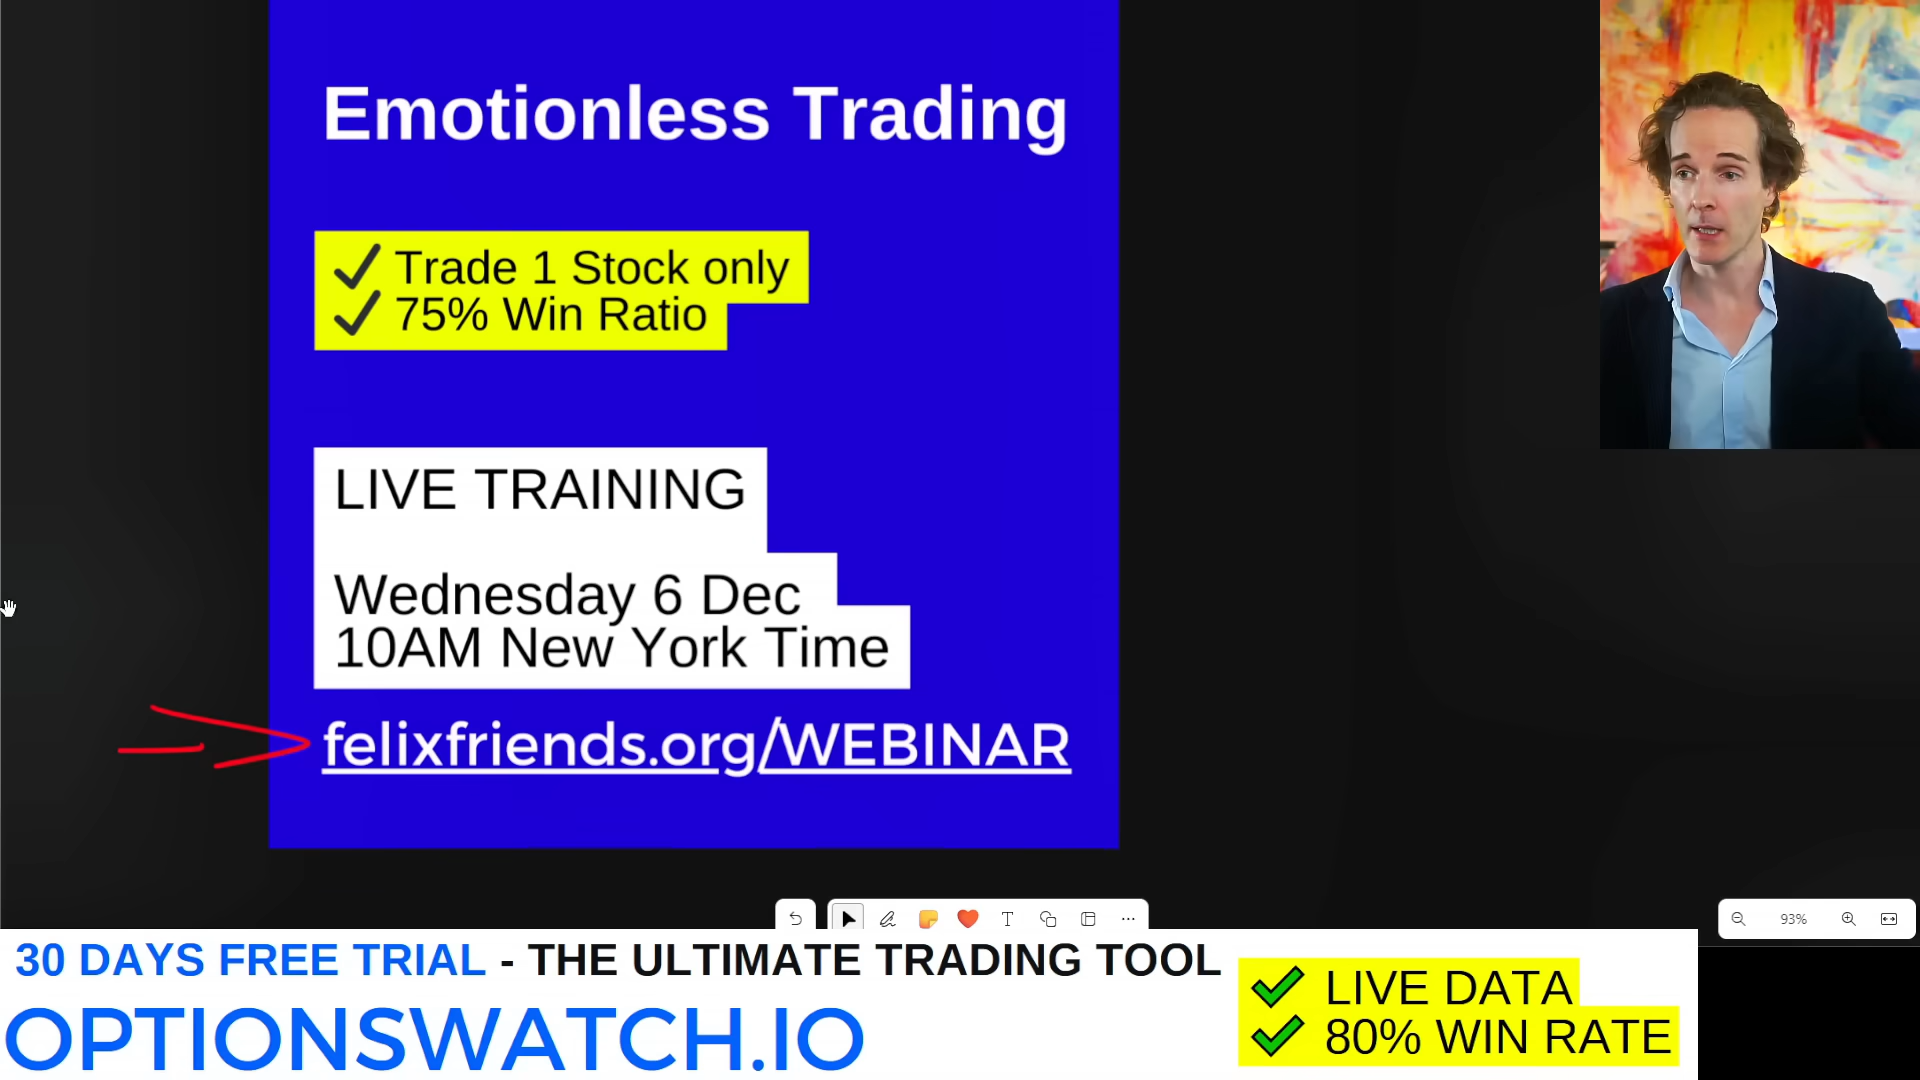 Emotionless Trading
✓ Trade 1 Stock only
✓ 75% Win Ratio
LIVE TRAINING
Wednesday 6 Dec
10AM New York Time
felixfriends.org/WEBINAR
93%
30 DAYS FREE TRIAL - THE ULTIMATE TRADING TOOL
OPTIONSWATCH.IO
✓ LIVE DATA
✓ 80% WIN RATE